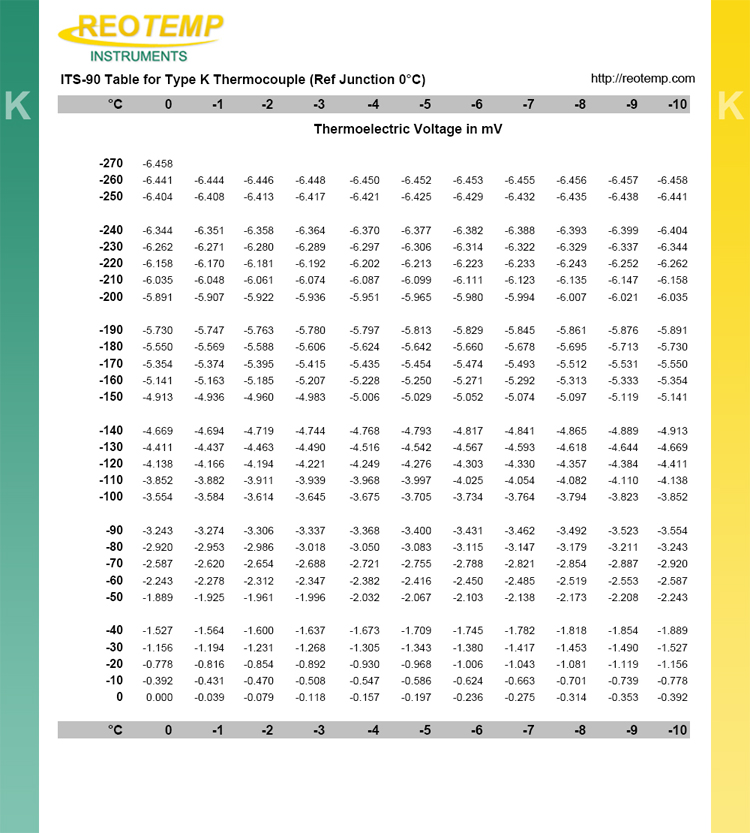 REOTEMP
INSTRUMENTS
ITS-90 Table for Type K Thermocouple (Ref Junction 0°C) http://reotemp.com
K K
°C 0 -1 -2 -3 -4 -5 -6 -7 -8 -9 -10
Thermoelectric Voltage in mV
-270 -6.458
-260 -6.441 -6.444 -6.446 -6.448 -6.450 -6.452 -6.453 -6.455 -6.456 -6.457 -6.458
-250 -6.404 -6.408 -6.413 -6.417 -6.421 -6.425 -6.429 -6.432 -6.435 -6.438 -6.441
-240 -6.344 -6.351 -6.358 -6.364 -6.370 -6.377 -6.382 -6.388 -6.393 -6.399 -6.404
-230 -6.262 -6.271 -6.280 -6.289 -6.297 -6.306 -6.314 -6.322 -6.329 -6.337 -6.344
-220 -6.158 -6.170 -6.181 -6.192 -6.202 -6.213 -6.223 -6.233 -6.243 -6.252 -6.262
-210 -6.035 -6.048 -6.061 -6.074 -6.087 -6.099 -6.111 -6.123 -6.135 -6.147 -6.158
-200 -5.891 -5.907 -5.922 -5.936 -5.951 -5.965 -5.980 -5.994 -6.007 -6.021 -6.035
-190 -5.730 -5.747 -5.763 -5.780 -5.797 -5.813 -5.829 -5.845 -5.861 -5.876 -5.891
-180 -5.550 -5.569 -5.588 -5.606 -5.624 -5.642 -5.660 -5.678 -5.695 -5.713 -5.730
-170 -5.354 -5.374 -5.395 -5.415 -5.435 -5.454 -5.474 -5.493 -5.512 -5.531 -5.550
-160 -5.141 -5.163 -5.185 -5.207 -5.228 -5.250 -5.271 -5.292 -5.313 -5.333 -5.354
-150 -4.913 -4.936 -4.960 -4.983 -5.006 -5.029 -5.052 -5.074 -5.097 -5.119 -5.141
-140 -4.669 -4.694 -4.719 -4.744 -4.768 -4.793 -4.817 -4.841 -4.865 -4.889 -4.913
-130 -4.411 -4.437 -4.463 -4.490 -4.516 -4.542 -4.567 -4.593 -4.618 -4.644 -4.669
-120 -4.138 -4.166 -4.194 -4.221 -4.249 -4.276 -4.303 -4.330 -4.357 -4.384 -4.411
-110 -3.852 -3.882 -3.911 -3.939 -3.968 -3.997 -4.025 -4.054 -4.082 -4.110 -4.138
-100 -3.554 -3.584 -3.614 -3.645 -3.675 -3.705 -3.734 -3.764 -3.794 -3.823 -3.852
-90 -3.243 -3.274 -3.306 -3.337 -3.368 -3.400 -3.431 -3.462 -3.492 -3.523 -3.554
-80 -2.920 -2.953 -2.986 -3.018 -3.050 -3.083 -3.115 -3.147 -3.179 -3.211 -3.243
-70 -2.587 -2.620 -2.654 -2.688 -2.721 -2.755 -2.788 -2.821 -2.854 -2.887 -2.920
-60 -2.243 -2.278 -2.312 -2.347 -2.382 -2.416 -2.450 -2.485 -2.519 -2.553 -2.587
-50 -1.889 -1.925 -1.961 -1.996 -2.032 -2.067 -2.103 -2.138 -2.173 -2.208 -2.243
-40 -1.527 -1.564 -1.600 -1.637 -1.673 -1.709 -1.745 -1.782 -1.818 -1.854 -1.889
-30 -1.156 -1.194 -1.231 -1.268 -1.305 -1.343 -1.380 -1.417 -1.453 -1.490 -1.527
-20 -0.778 -0.816 -0.854 -0.892 -0.930 -0.968 -1.006 -1.043 -1.081 -1.119 -1.156
-10 -0.392 -0.431 -0.470 -0.508 -0.547 -0.586 -0.624 -0.663 -0.701 -0.739 -0.778
0 0.000 -0.039 -0.079 -0.118 -0.157 -0.197 -0.236 -0.275 -0.314 -0.353 -0.392
°C 0 -1 -2 -3 -4 -5 -6 -7 -8 -9 -10